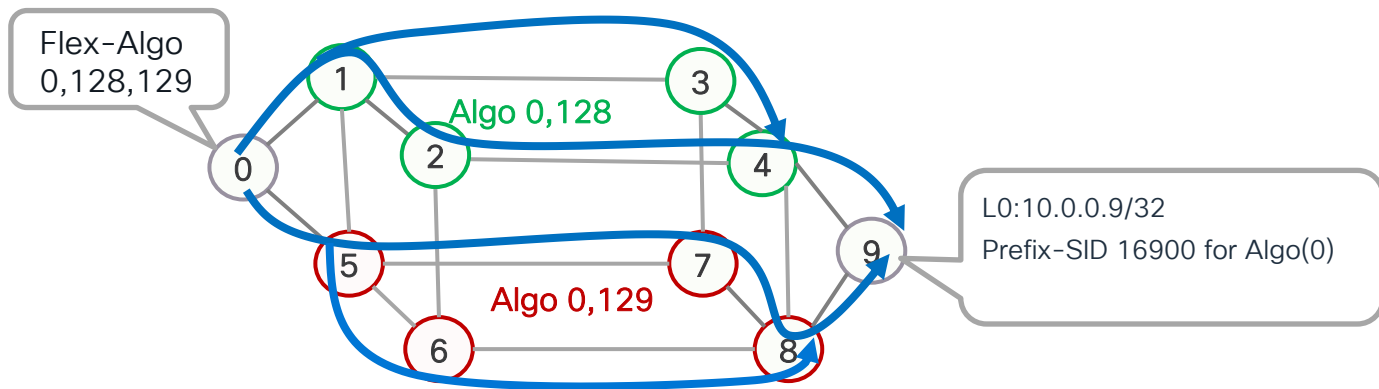 Flex-Algo
0,128,129
1
3
Algo 0,128
2
4
0
L0:10.0.0.9/32
Prefix-SID 16900 for Algo(0)
9
5
7
Algo 0,129
6
8